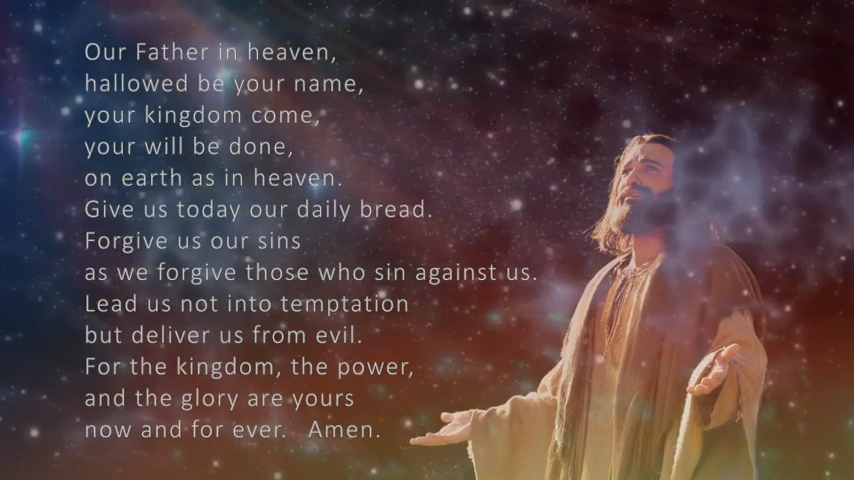 Our Father in heaven,
hallowed be your name,
your kingdom come,
your will be done,
on earth as in heaven.
Give us today our daily bread.
Forgive us our sins
as we forgive those who sin against us.
Lead us not into temptation
but deliver us from evil.
For the kingdom, the power,
and the glory are yours
now and for ever. Amen.